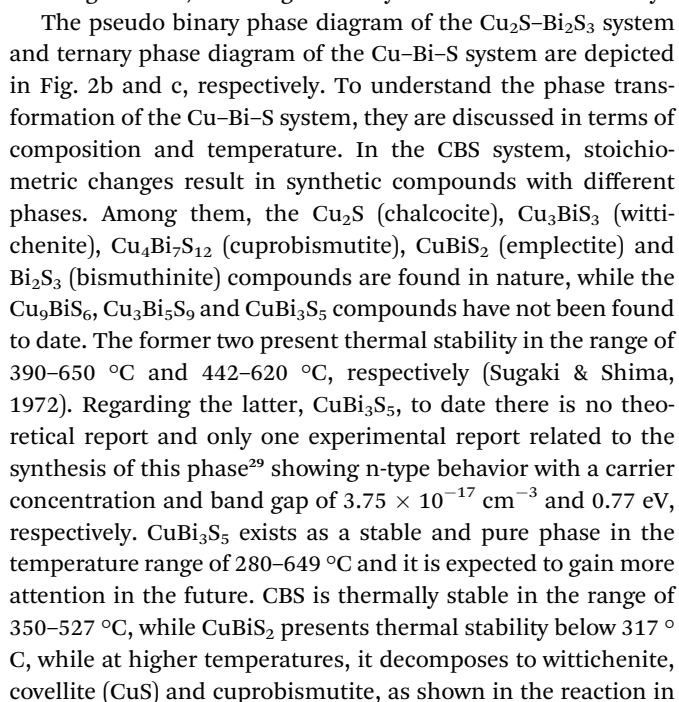 The pseudo binary phase diagram of the Cu₂S–Bi₂S₃ system
and ternary phase diagram of the Cu–Bi–S system are depicted
in Fig. 2b and c, respectively. To understand the phase trans-
formation of the Cu–Bi–S system, they are discussed in terms of
composition and temperature. In the CBS system, stoichio-
metric changes result in synthetic compounds with different
phases. Among them, the Cu₂S (chalcocite), Cu₃BiS₃ (witti-
chenite), Cu₄Bi₇S₁₂ (cuprobismutite), CuBiS₂ (emplectite) and
Bi₂S₃ (bismuthinite) compounds are found in nature, while the
Cu₉BiS₆, Cu₃Bi₅S₉ and CuBi₃S₅ compounds have not been found
to date. The former two present thermal stability in the range of
390–650 °C and 442–620 °C, respectively (Sugaki & Shima,
1972). Regarding the latter, CuBi₃S₅, to date there is no theo-
retical report and only one experimental report related to the
synthesis of this phase²⁹ showing n-type behavior with a carrier
concentration and band gap of 3.75 × 10⁻¹⁷ cm⁻³ and 0.77 eV,
respectively. CuBi₃S₅ exists as a stable and pure phase in the
temperature range of 280–649 °C and it is expected to gain more
attention in the future. CBS is thermally stable in the range of
350–527 °C, while CuBiS₂ presents thermal stability below 317 °
C, while at higher temperatures, it decomposes to wittichenite,
covellite (CuS) and cuprobismutite, as shown in the reaction in